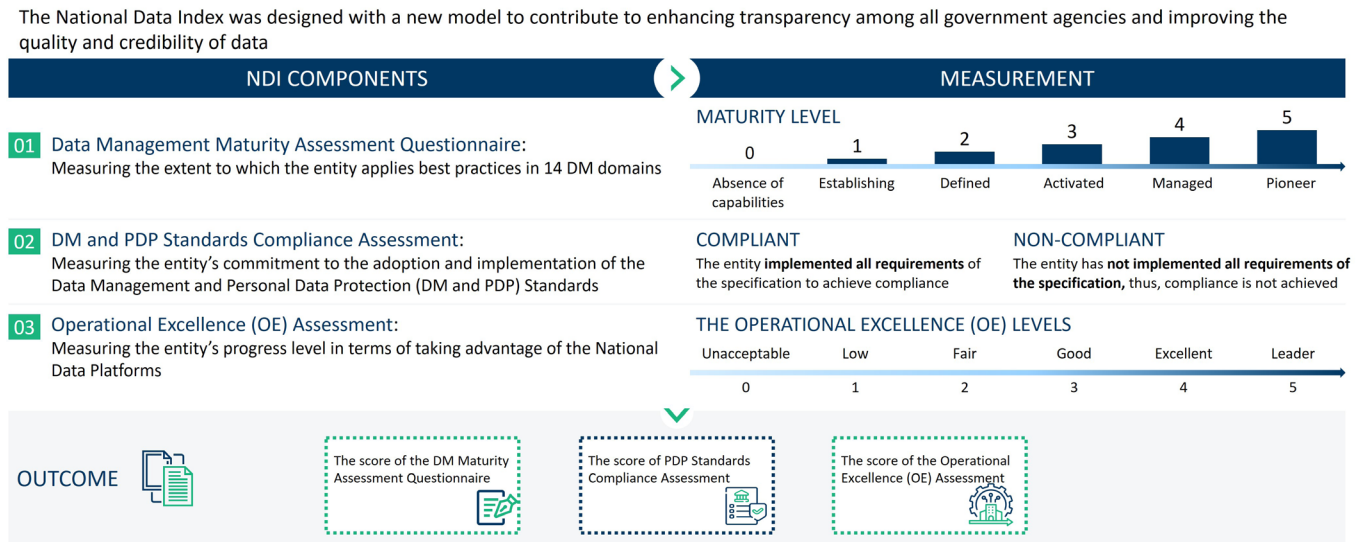 The National Data Index was designed with a new model to contribute to enhancing transparency among all government agencies and improving the
quality and credibility of data
NDI COMPONENTS
MEASUREMENT
01
Data Management Maturity Assessment Questionnaire:
Measuring the extent to which the entity applies best practices in 14 DM domains
MATURITY LEVEL
0 1 2 3 4 5
Absence of Establishing Defined Activated Managed Pioneer
capabilities
02
DM and PDP Standards Compliance Assessment:
Measuring the entity's commitment to the adoption and implementation of the
Data Management and Personal Data Protection (DM and PDP) Standards
COMPLIANT
The entity implemented all requirements of
the specification to achieve compliance
NON-COMPLIANT
The entity has not implemented all requirements of
the specification, thus, compliance is not achieved
03
Operational Excellence (OE) Assessment:
Measuring the entity's progress level in terms of taking advantage of the National
Data Platforms
THE OPERATIONAL EXCELLENCE (OE) LEVELS
Unacceptable Low Fair Good Excellent Leader
0 1 2 3 4 5
OUTCOME
The score of the DM Maturity
Assessment Questionnaire
The score of PDP Standards
Compliance Assessment
The score of the Operational
Excellence (OE) Assessment